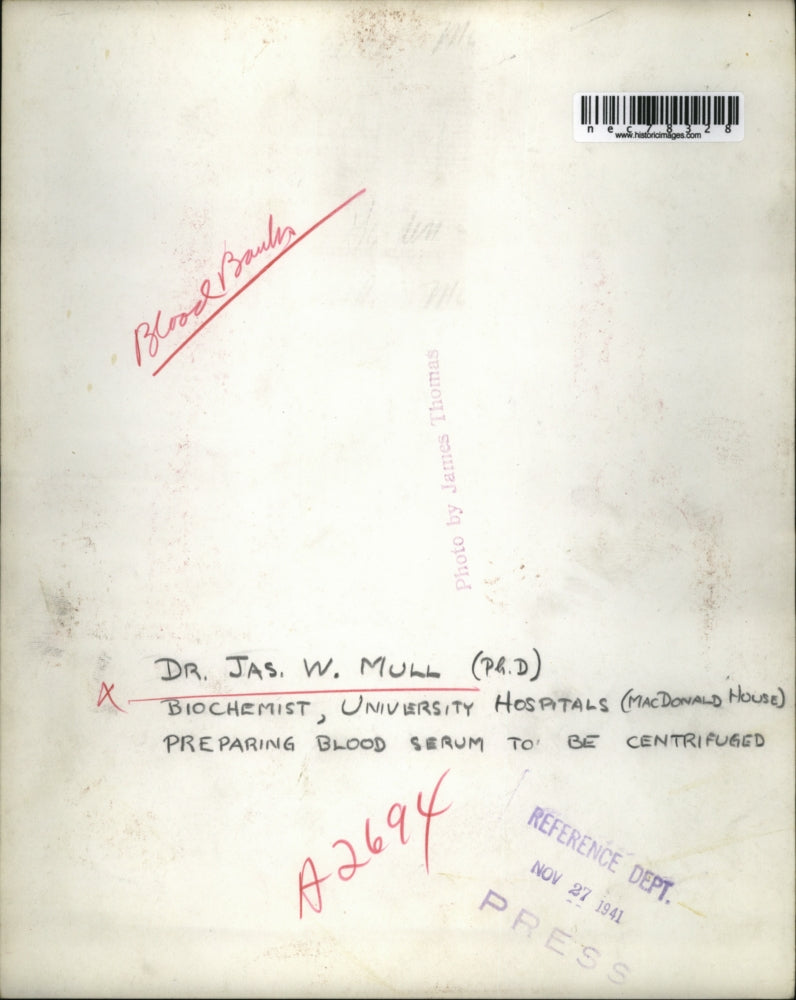 nec78328
www.historicimages.com
Blood Banks
Photo by James Thomas
DR. JAS. W. MULL (Ph.D)
X
BIOCHEMIST, UNIVERSITY HOSPITALS (MACDONALD HOUSE)
PREPARING BLOOD SERUM TO BE CENTRIFUGED
A2694
REFERENCE DEPT.
NOV 27 1941
PRESS